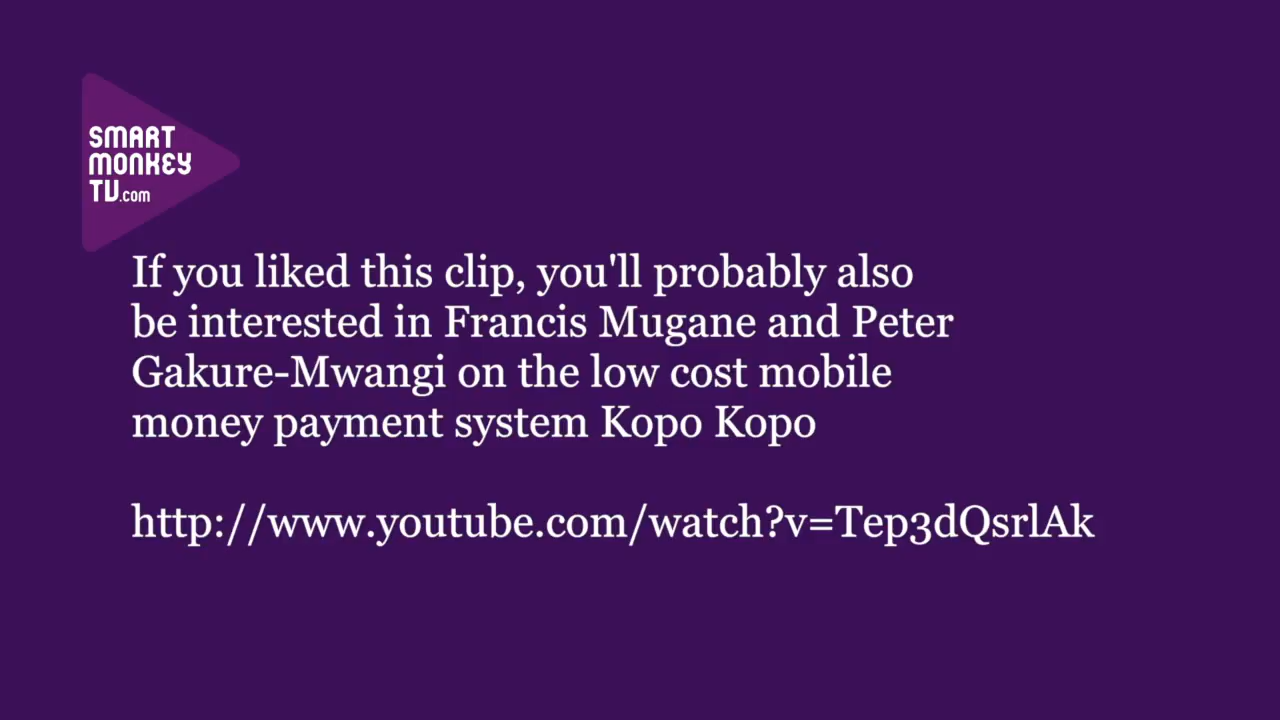 SMART
MONKEY
TV.com
If you liked this clip, you'll probably also
be interested in Francis Mugane and Peter
Gakure-Mwangi on the low cost mobile
money payment system Kopo Kopo
http://www.youtube.com/watch?v=Tep3dQsrlAk